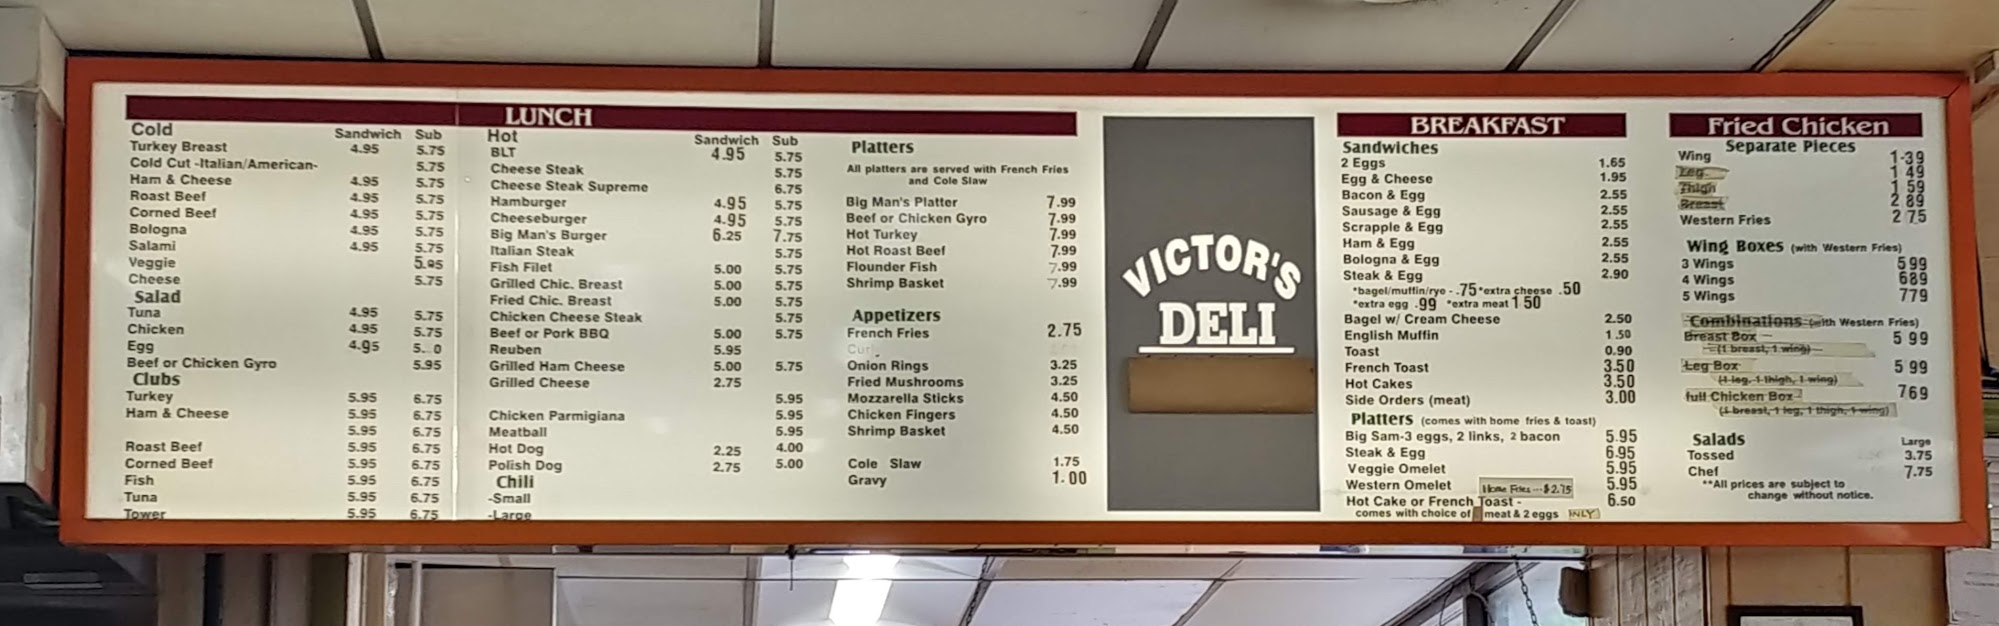 LUNCH
Cold Sandwich Sub
Turkey Breast 4.95 5.75
Cold Cut -Italian/American- 5.75
Ham & Cheese 4.95 5.75
Roast Beef 4.95 5.75
Corned Beef 4.95 5.75
Bologna 4.95 5.75
Salami 4.95 5.75
Veggie 5.95
Cheese 5.75
Salad
Tuna 4.95 5.75
Chicken 4.95 5.75
Egg 4.95 5. 0
Beef or Chicken Gyro 5.95
Clubs
Turkey 5.95 6.75
Ham & Cheese 5.95 6.75
5.95 6.75
Roast Beef 5.95 6.75
Corned Beef 5.95 6.75
Fish 5.95 6.75
Tuna 5.95 6.75
Tower 5.95 6.75
Hot Sandwich Sub
BLT 4.95 5.75
Cheese Steak 5.75
Cheese Steak Supreme 6.75
Hamburger 4.95 5.75
Cheeseburger 4.95 5.75
Big Man's Burger 6.25 7.75
Italian Steak 5.75
Fish Filet 5.00 5.75
Grilled Chic. Breast 5.00 5.75
Fried Chic. Breast 5.00 5.75
Chicken Cheese Steak 5.75
Beef or Pork BBQ 5.00 5.75
Reuben 5.95
Grilled Ham Cheese 5.00 5.75
Grilled Cheese 2.75
5.95
Chicken Parmigiana 5.95
Meatball 5.95
Hot Dog 2.25 4.00
Polish Dog 2.75 5.00
Chili
-Small
-Large
Platters
All platters are served with French Fries
and Cole Slaw
Big Man's Platter 7.99
Beef or Chicken Gyro 7.99
Hot Turkey 7.99
Hot Roast Beef 7.99
Flounder Fish 7.99
Shrimp Basket 7.99
Appetizers
French Fries 2.75
Onion Rings 3.25
Fried Mushrooms 3.25
Mozzarella Sticks 4.50
Chicken Fingers 4.50
Shrimp Basket 4.50
Cole Slaw 1.75
Gravy 1.00
VICTOR'S
DELI
BREAKFAST
Sandwiches
2 Eggs 1.65
Egg & Cheese 1.95
Bacon & Egg 2.55
Sausage & Egg 2.55
Scrapple & Egg 2.55
Ham & Egg 2.55
Bologna & Egg 2.55
Steak & Egg 2.90
*bagel/muffin/rye - .75 *extra cheese .50
*extra egg .99 *extra meat 1 50
Bagel w/ Cream Cheese 2.50
English Muffin 1.50
Toast 0.90
French Toast 3.50
Hot Cakes 3.50
Side Orders (meat) 3.00
Platters (comes with home fries & toast)
Big Sam-3 eggs, 2 links, 2 bacon 5.95
Steak & Egg 6.95
Veggie Omelet 5.95
Western Omelet 5.95
Home Fries --- $2.75
Hot Cake or French Toast - 6.50
comes with choice of meat & 2 eggs ONLY
Fried Chicken
Separate Pieces
Wing 1-39
Leg 1 49
Thigh 1 59
Breast 2 89
Western Fries 2 75
Wing Boxes (with Western Fries)
3 Wings 5 99
4 Wings 6 89
5 Wings 7 79
Combinations (with Western Fries)
Breast Box 5 99
(1 breast, 1 wing)
Leg Box 5 99
(1 leg, 1 thigh, 1 wing)
full Chicken Box 7 69
(1 breast, 1 leg, 1 thigh, 1 wing)
Salads Large
Tossed 3.75
Chef 7.75
**All prices are subject to
change without notice.